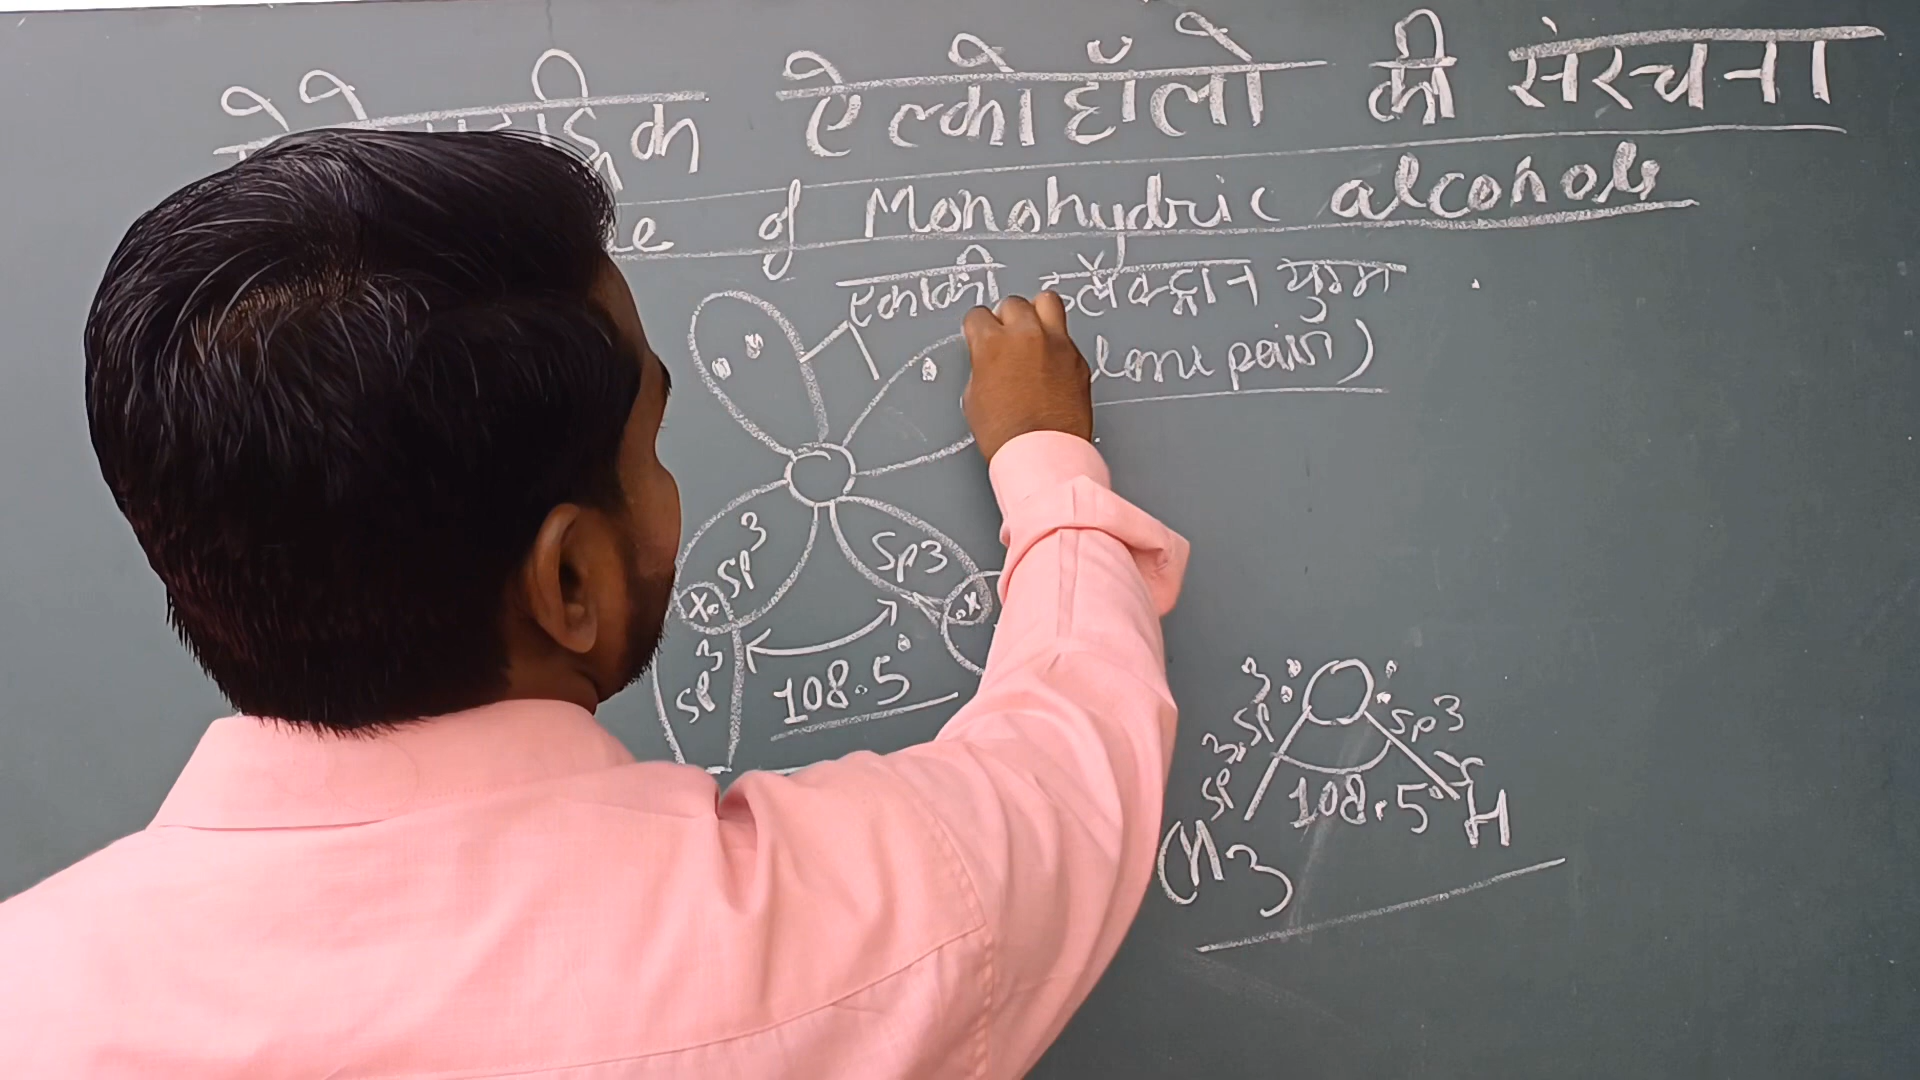 ऐल्कोहॉलो की संरचना
of Monohydric alcohols
एकाकी इलैक्ट्रान युग्म
lone pair)
sp3
sp3
sp3
108.5°
sp3
sp3
sp3
108.5°
CH3
H